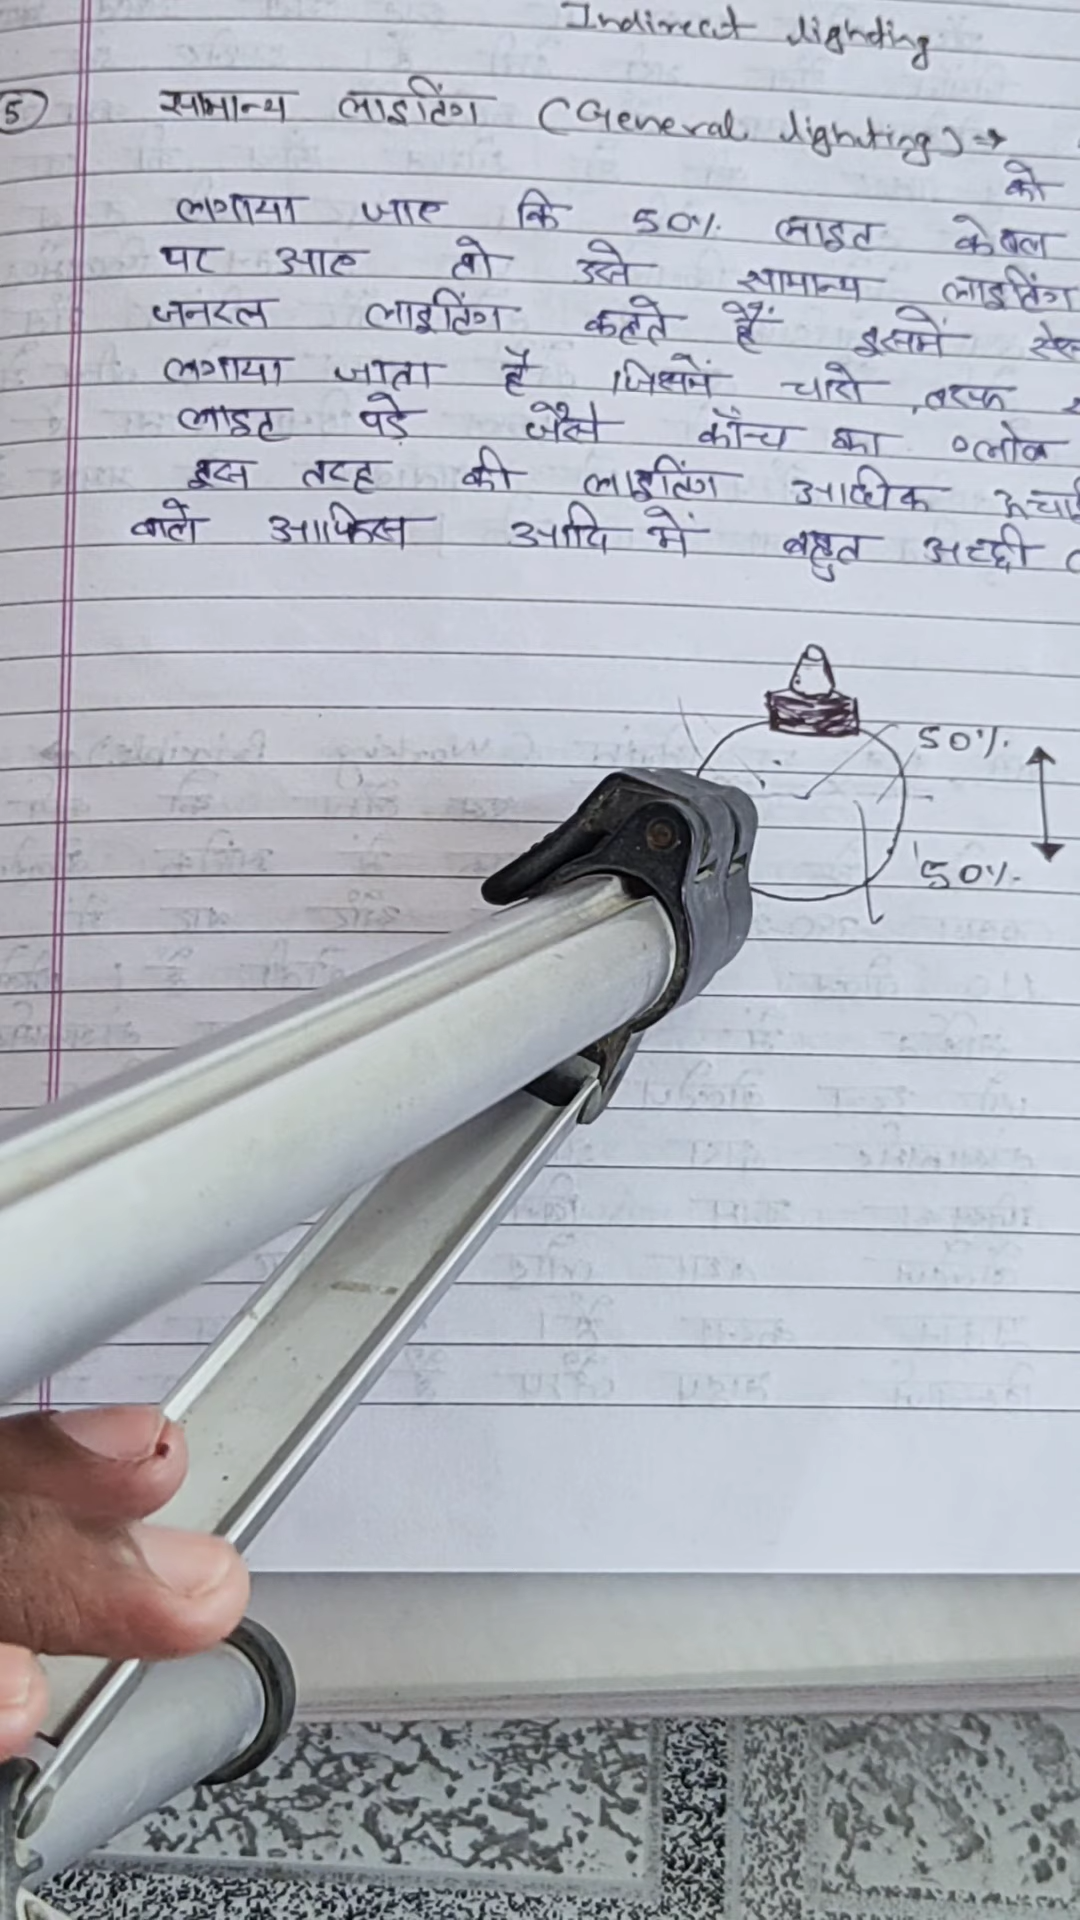 Indirect lighting
5 सामान्य लाइटिंग (General lighting) →
को
लगाया जाए कि 50% लाइट केवल
पर आए तो उसे सामान्य लाइटिंग
जनरल लाइटिंग कहते हैं इसमें
लगाया जाता है जिसमें चारो तरफ
लाइट पड़े जैसे काँच का ग्लोब
इस तरह की लाइटिंग आधिक
वाले आफिस आदि में बहुत अच्छी
50%
50%